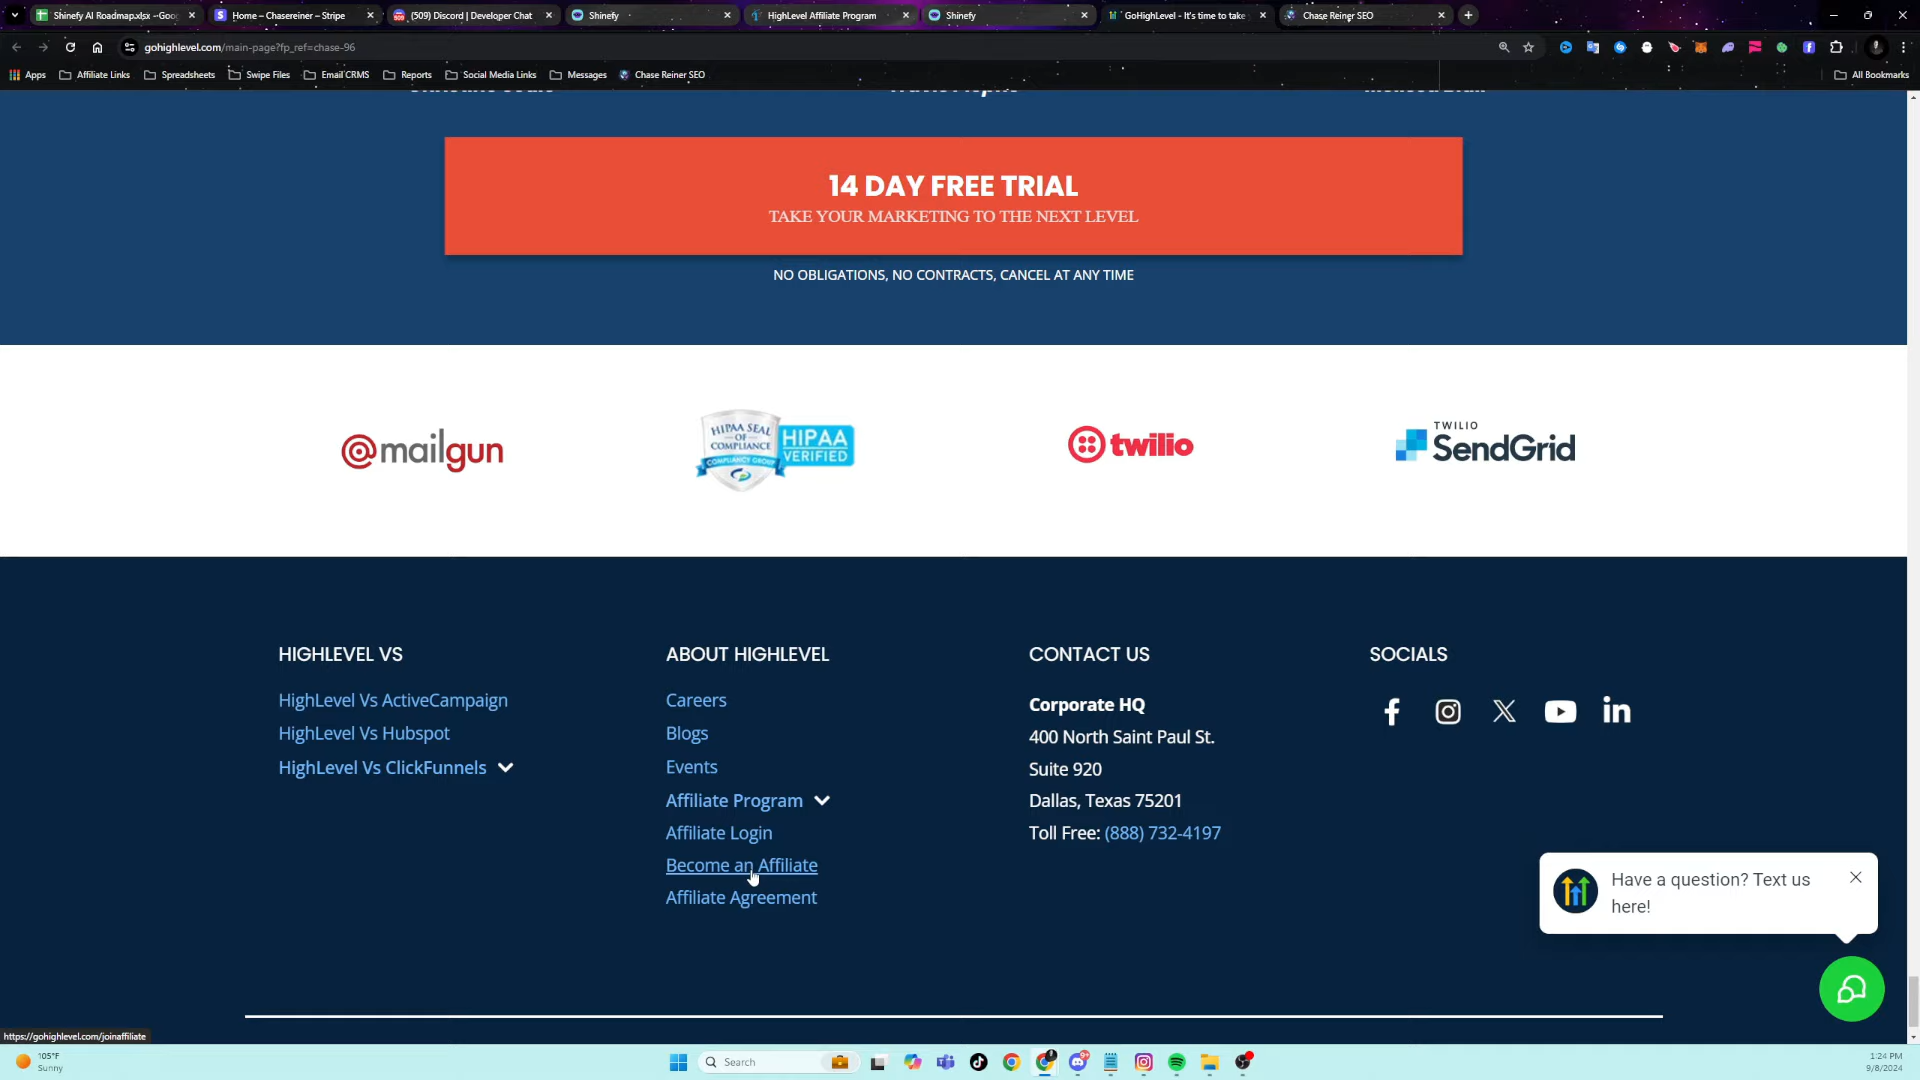 Shinefy AI Roadmap.xlsx - Goo
Home – Chasereiner – Stripe
(509) Discord | Developer Chat
Shinefy
HighLevel Affiliate Program
Shinefy
GoHighLevel - It's time to take
Chase Reiner SEO
gohighlevel.com/main-page?fp_ref=chase-96
Apps
Affiliate Links
Spreadsheets
Swipe Files
Email CRMS
Reports
Social Media Links
Messages
Chase Reiner SEO
All Bookmarks
14 DAY FREE TRIAL
TAKE YOUR MARKETING TO THE NEXT LEVEL
NO OBLIGATIONS, NO CONTRACTS, CANCEL AT ANY TIME
@mailgun
HIPAA SEAL
OF
COMPLIANCE
COMPLIANCY GROUP
HIPAA
VERIFIED
twilio
TWILIO
SendGrid
HIGHLEVEL VS
HighLevel Vs ActiveCampaign
HighLevel Vs Hubspot
HighLevel Vs ClickFunnels
ABOUT HIGHLEVEL
Careers
Blogs
Events
Affiliate Program
Affiliate Login
Become an Affiliate
Affiliate Agreement
CONTACT US
Corporate HQ
400 North Saint Paul St.
Suite 920
Dallas, Texas 75201
Toll Free: (888) 732-4197
SOCIALS
Have a question? Text us
here!
https://gohighlevel.com/joinaffiliate
105°F
Sunny
Search
1:24 PM
9/8/2024